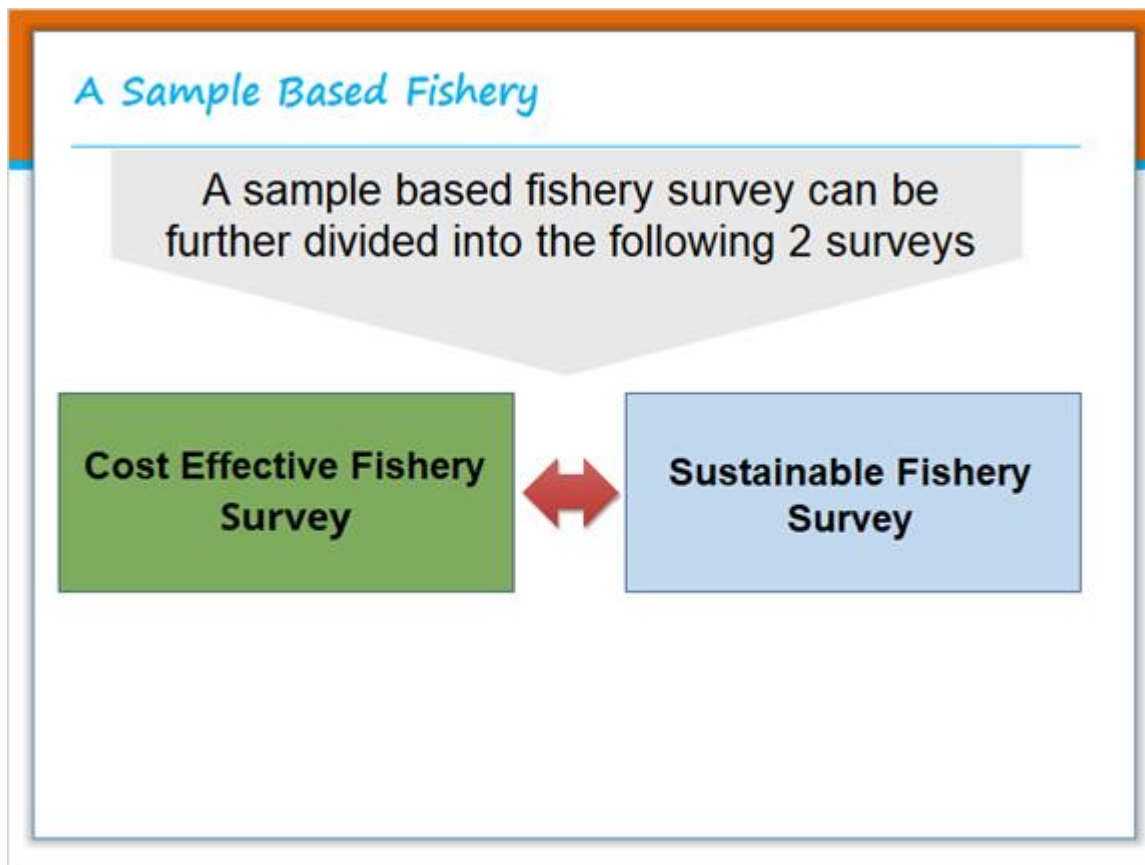 A Sample Based Fishery
A sample based fishery survey can be
further divided into the following 2 surveys
Cost Effective Fishery
Survey
Sustainable Fishery
Survey